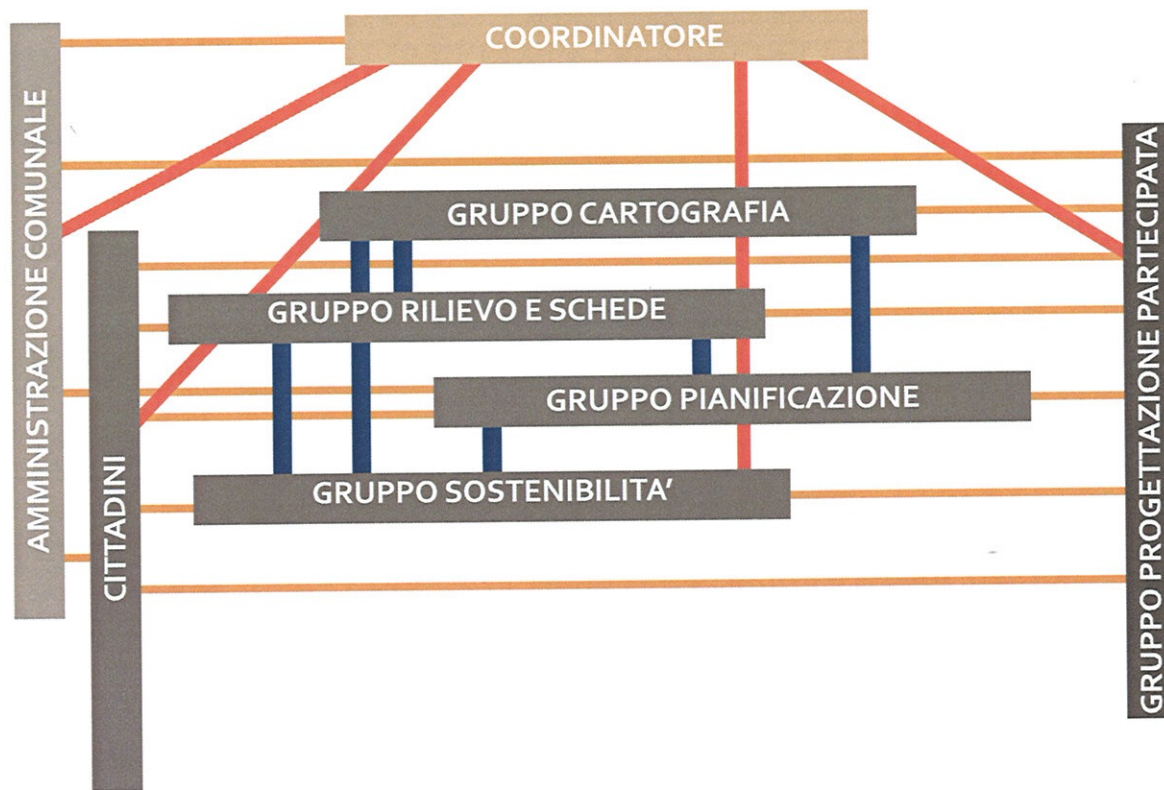 COORDINATORE
AMMINISTRAZIONE COMUNALE
GRUPPO CARTOGRAFIA
GRUPPO RILIEVO E SCHEDE
GRUPPO PIANIFICAZIONE
GRUPPO SOSTENIBILITA'
CITTADINI
GRUPPO PROGETTAZIONE PARTECIPATA